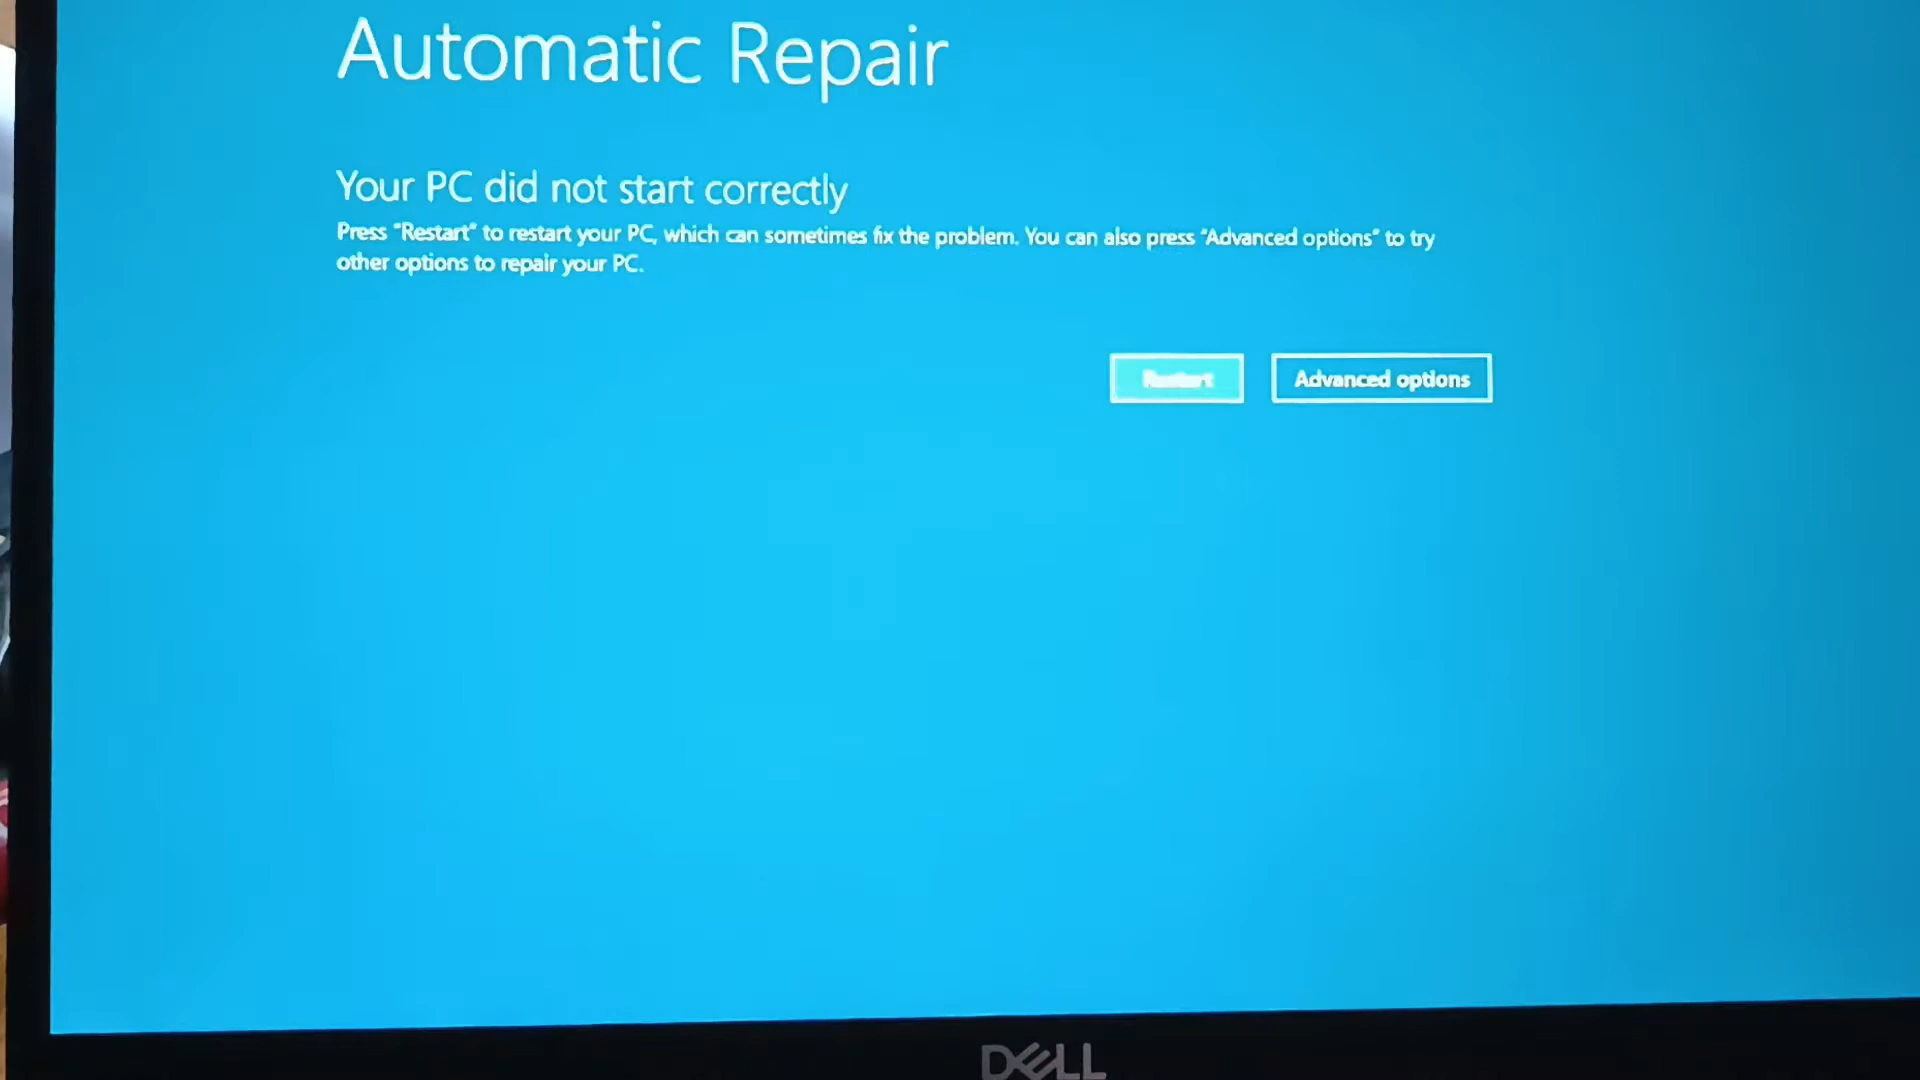 Automatic Repair
Your PC did not start correctly
Press "Restart" to restart your PC, which can sometimes fix the problem. You can also press "Advanced options" to try
other options to repair your PC.
Restart
Advanced options
DELL